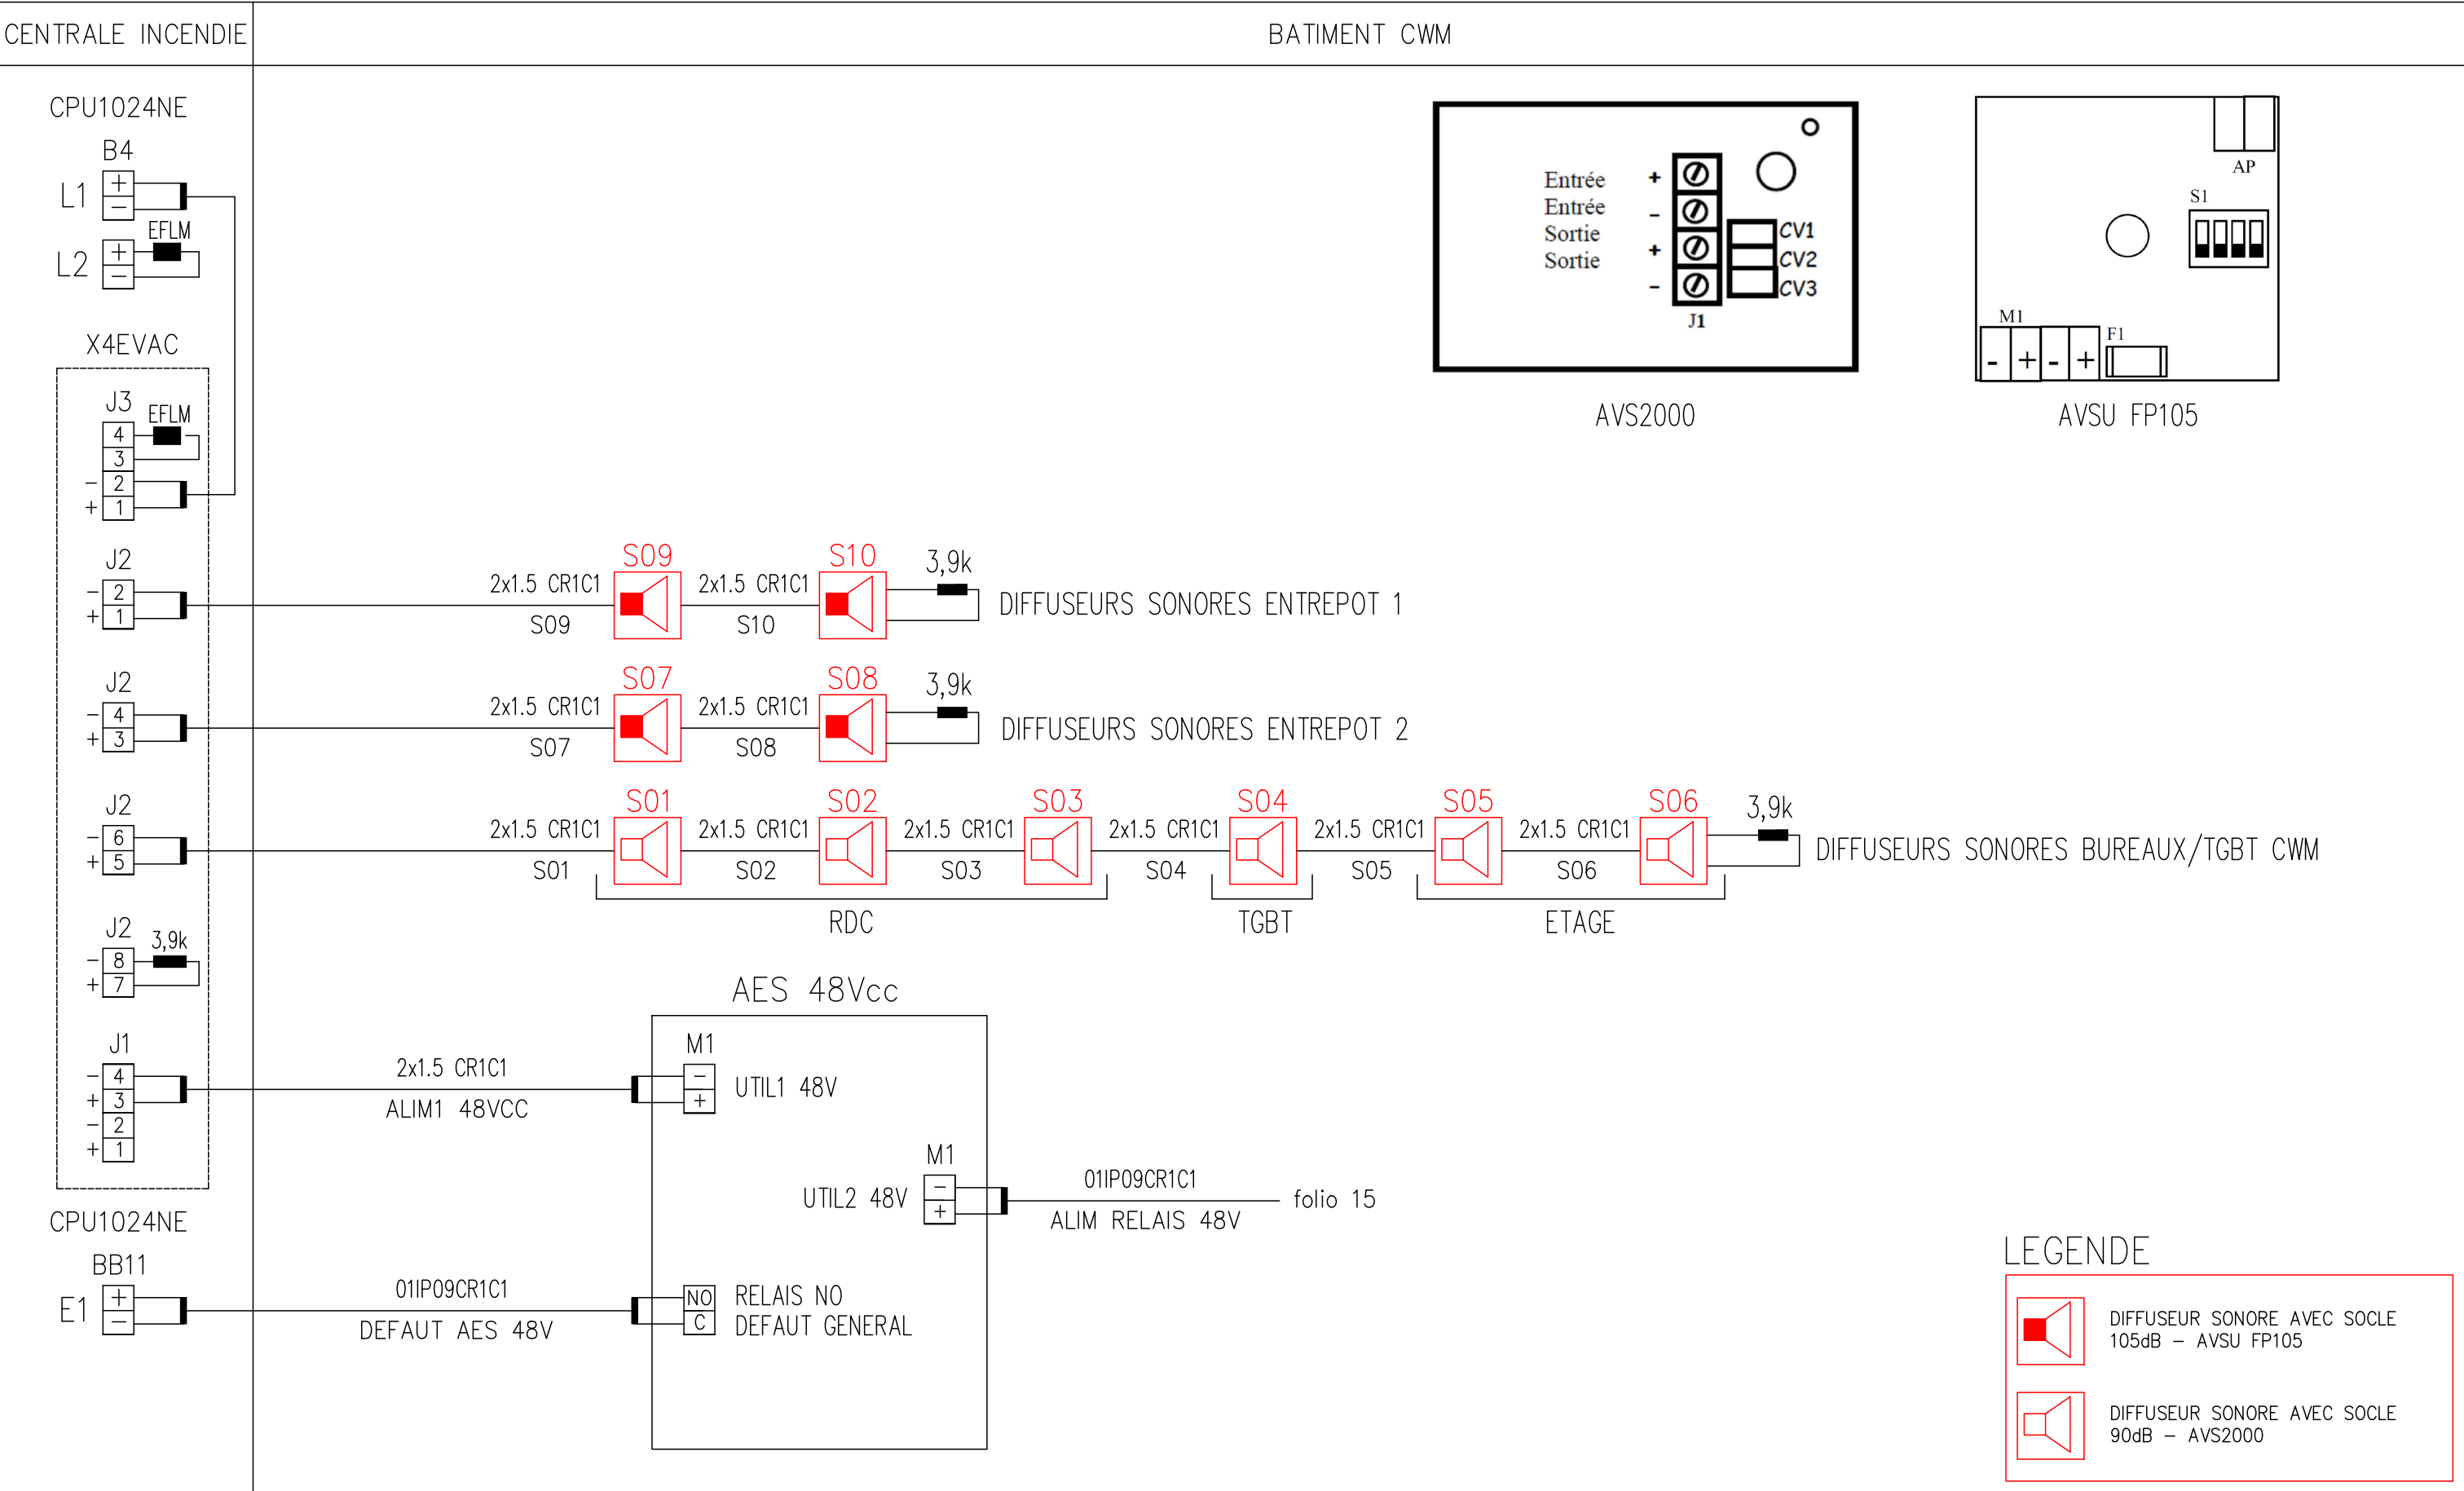 CENTRALE INCENDIE
BATIMENT CWM
CPU1024NE
B4
L1
+
−
EFLM
L2
+
−
X4EVAC
J3
EFLM
4
3
− 2
+ 1
J2
− 2
+ 1
2x1.5 CR1C1
S09
S09
2x1.5 CR1C1
S10
S10
3,9k
DIFFUSEURS SONORES ENTREPOT 1
J2
− 4
+ 3
2x1.5 CR1C1
S07
S07
2x1.5 CR1C1
S08
S08
3,9k
DIFFUSEURS SONORES ENTREPOT 2
J2
− 6
+ 5
2x1.5 CR1C1
S01
S01
2x1.5 CR1C1
S02
S02
2x1.5 CR1C1
S03
S03
2x1.5 CR1C1
S04
S04
2x1.5 CR1C1
S05
S05
2x1.5 CR1C1
S06
S06
3,9k
DIFFUSEURS SONORES BUREAUX/TGBT CWM
RDC
TGBT
ETAGE
J2
3,9k
− 8
+ 7
J1
− 4
+ 3
− 2
+ 1
2x1.5 CR1C1
ALIM1 48VCC
AES 48Vcc
M1
−
+
UTIL1 48V
M1
UTIL2 48V
−
+
01IP09CR1C1
ALIM RELAIS 48V
folio 15
CPU1024NE
BB11
E1
+
−
01IP09CR1C1
DEFAUT AES 48V
NO
C
RELAIS NO
DEFAUT GENERAL
Entrée +
Entrée -
Sortie +
Sortie -
CV1
CV2
CV3
J1
AVS2000
AP
S1
M1
F1
- + - +
AVSU FP105
LEGENDE
DIFFUSEUR SONORE AVEC SOCLE
105dB − AVSU FP105
DIFFUSEUR SONORE AVEC SOCLE
90dB − AVS2000